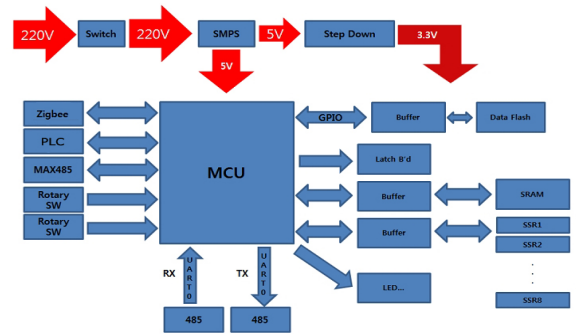 220V
Switch
220V
SMPS
5V
Step Down
3.3V
5V
Zigbee
PLC
MAX485
Rotary
SW
Rotary
SW
MCU
GPIO
Buffer
Data Flash
Latch B'd
Buffer
SRAM
Buffer
SSR1
SSR2
.
.
.
SSR8
LED...
RX
UART0
TX
UART0
485
485